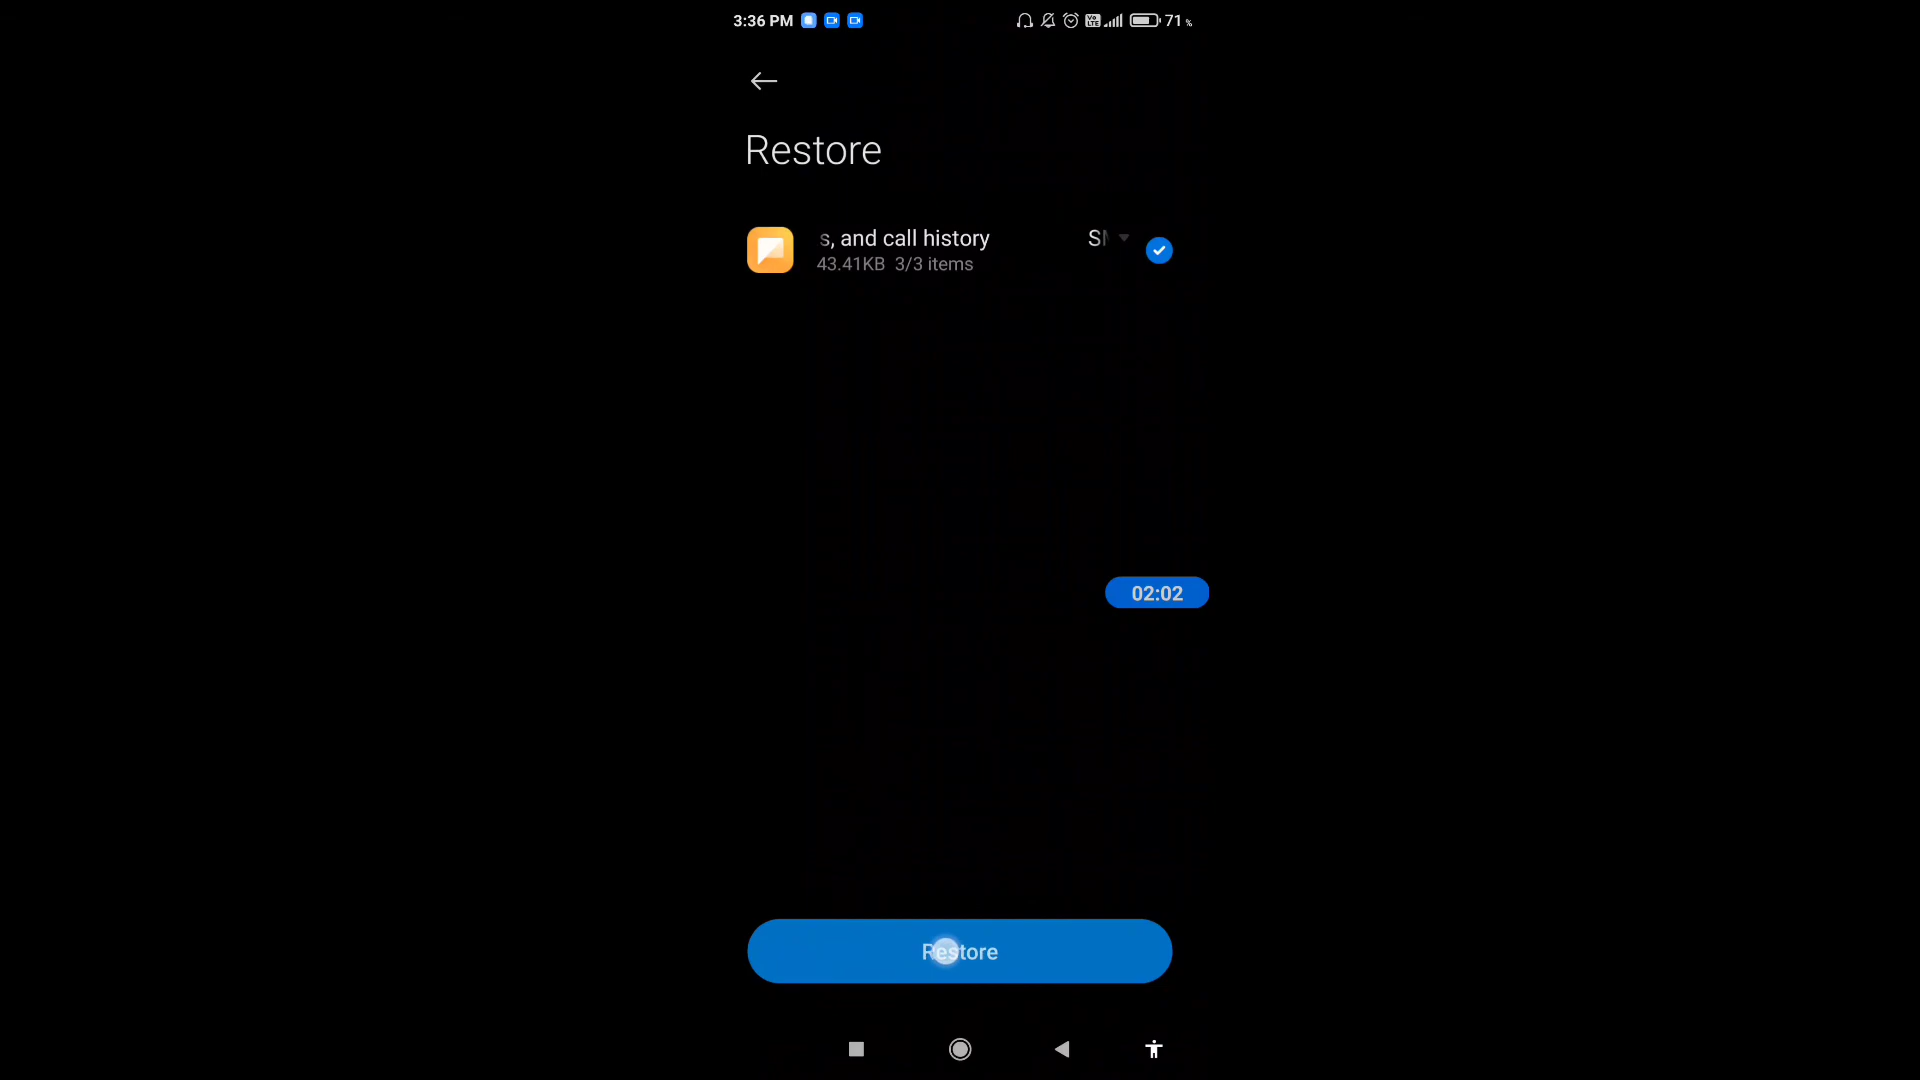 3:36 PM
71 %
Restore
s, and call history
S
43.41KB 3/3 items
02:02
Restore